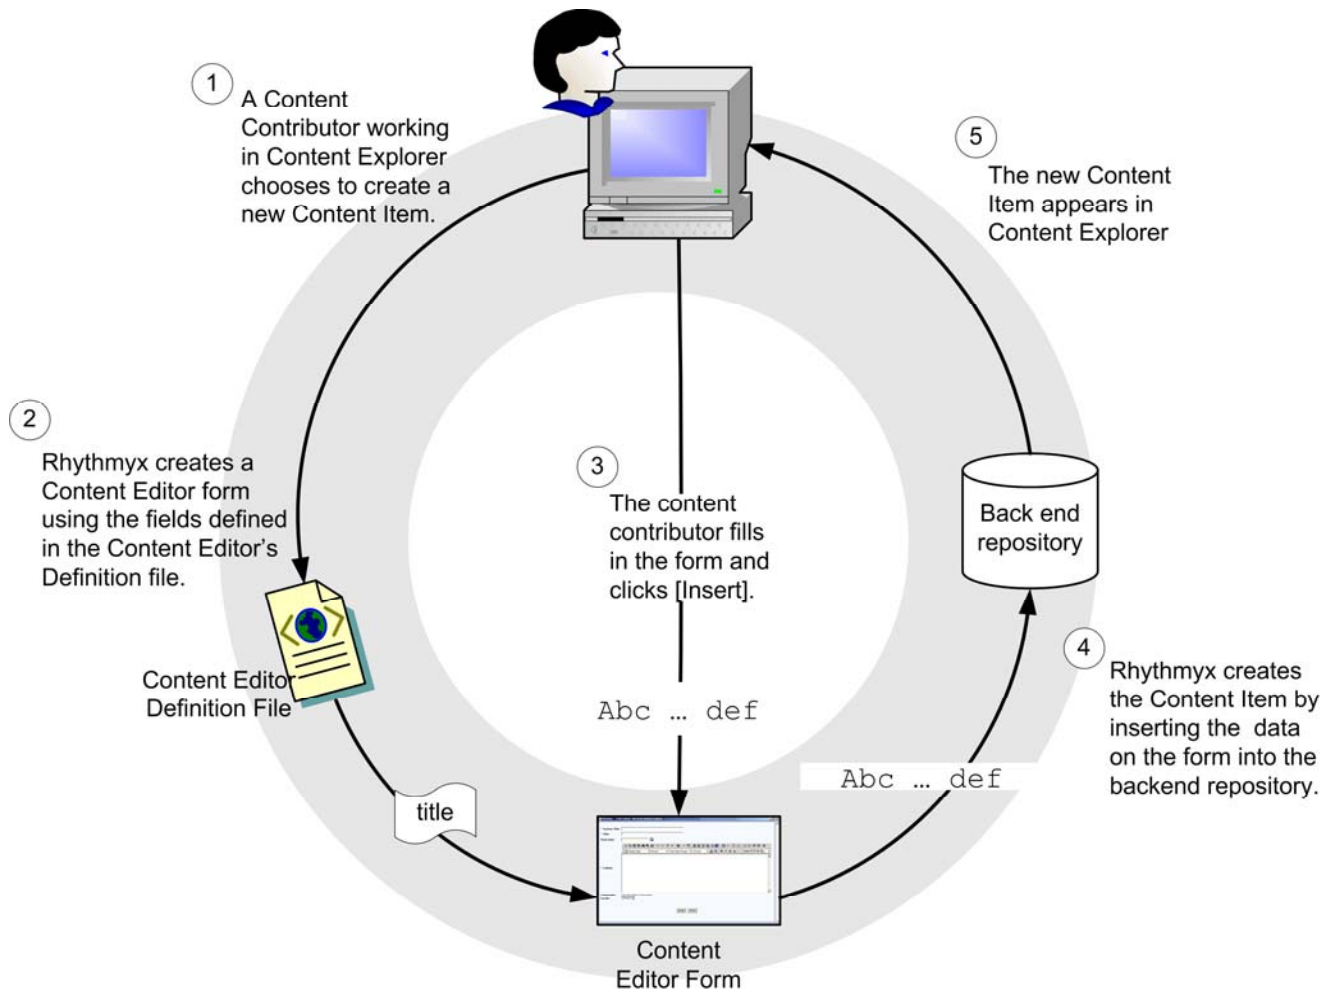 1
A Content
Contributor working
in Content Explorer
chooses to create a
new Content Item.
2
Rhythmyx creates a
Content Editor form
using the fields defined
in the Content Editor's
Definition file.
Content Editor
Definition File
title
3
The content
contributor fills
in the form and
clicks [Insert].
Abc … def
Content
Editor Form
4
Rhythmyx creates
the Content Item by
inserting the data
on the form into the
backend repository.
Abc … def
Back end
repository
5
The new Content
Item appears in
Content Explorer